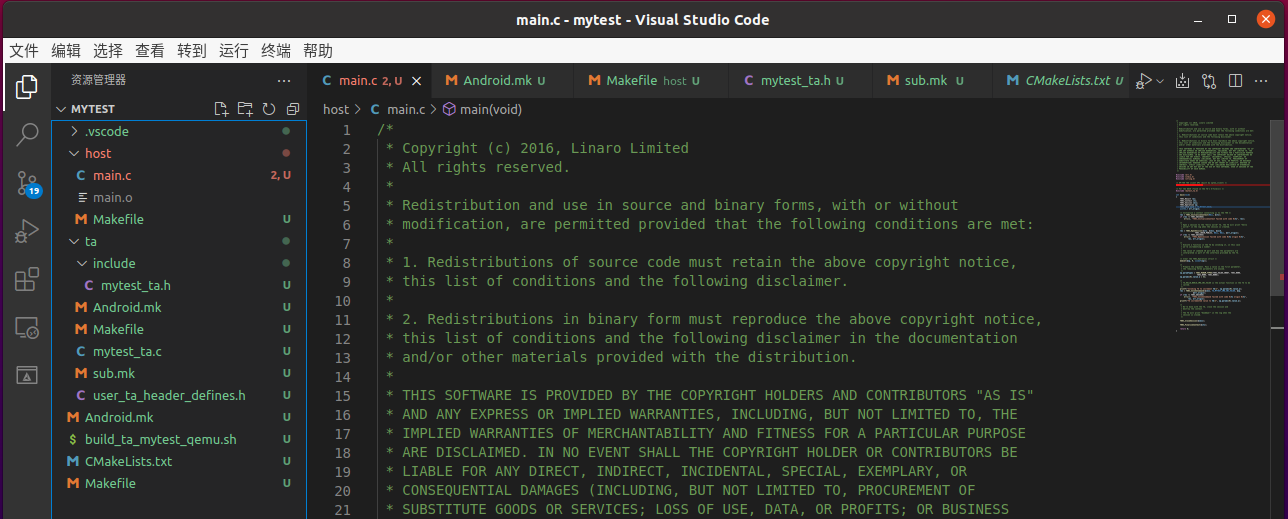 main.c - mytest - Visual Studio Code
文件 编辑 选择 查看 转到 运行 终端 帮助
资源管理器 ···
main.c 2, U Android.mk U Makefile host U mytest_ta.h U sub.mk U CMakeLists.txt U
MYTEST
host > main.c > main(void)
.vscode
host
main.c 2, U
main.o
Makefile U
ta
include
mytest_ta.h U
Android.mk U
Makefile U
mytest_ta.c U
sub.mk U
user_ta_header_defines.h U
Android.mk U
build_ta_mytest_qemu.sh U
CMakeLists.txt U
Makefile U
19
1 /*
2 * Copyright (c) 2016, Linaro Limited
3 * All rights reserved.
4 *
5 * Redistribution and use in source and binary forms, with or without
6 * modification, are permitted provided that the following conditions are met:
7 *
8 * 1. Redistributions of source code must retain the above copyright notice,
9 * this list of conditions and the following disclaimer.
10 *
11 * 2. Redistributions in binary form must reproduce the above copyright notice,
12 * this list of conditions and the following disclaimer in the documentation
13 * and/or other materials provided with the distribution.
14 *
15 * THIS SOFTWARE IS PROVIDED BY THE COPYRIGHT HOLDERS AND CONTRIBUTORS "AS IS"
16 * AND ANY EXPRESS OR IMPLIED WARRANTIES, INCLUDING, BUT NOT LIMITED TO, THE
17 * IMPLIED WARRANTIES OF MERCHANTABILITY AND FITNESS FOR A PARTICULAR PURPOSE
18 * ARE DISCLAIMED. IN NO EVENT SHALL THE COPYRIGHT HOLDER OR CONTRIBUTORS BE
19 * LIABLE FOR ANY DIRECT, INDIRECT, INCIDENTAL, SPECIAL, EXEMPLARY, OR
20 * CONSEQUENTIAL DAMAGES (INCLUDING, BUT NOT LIMITED TO, PROCUREMENT OF
21 * SUBSTITUTE GOODS OR SERVICES; LOSS OF USE, DATA, OR PROFITS; OR BUSINESS